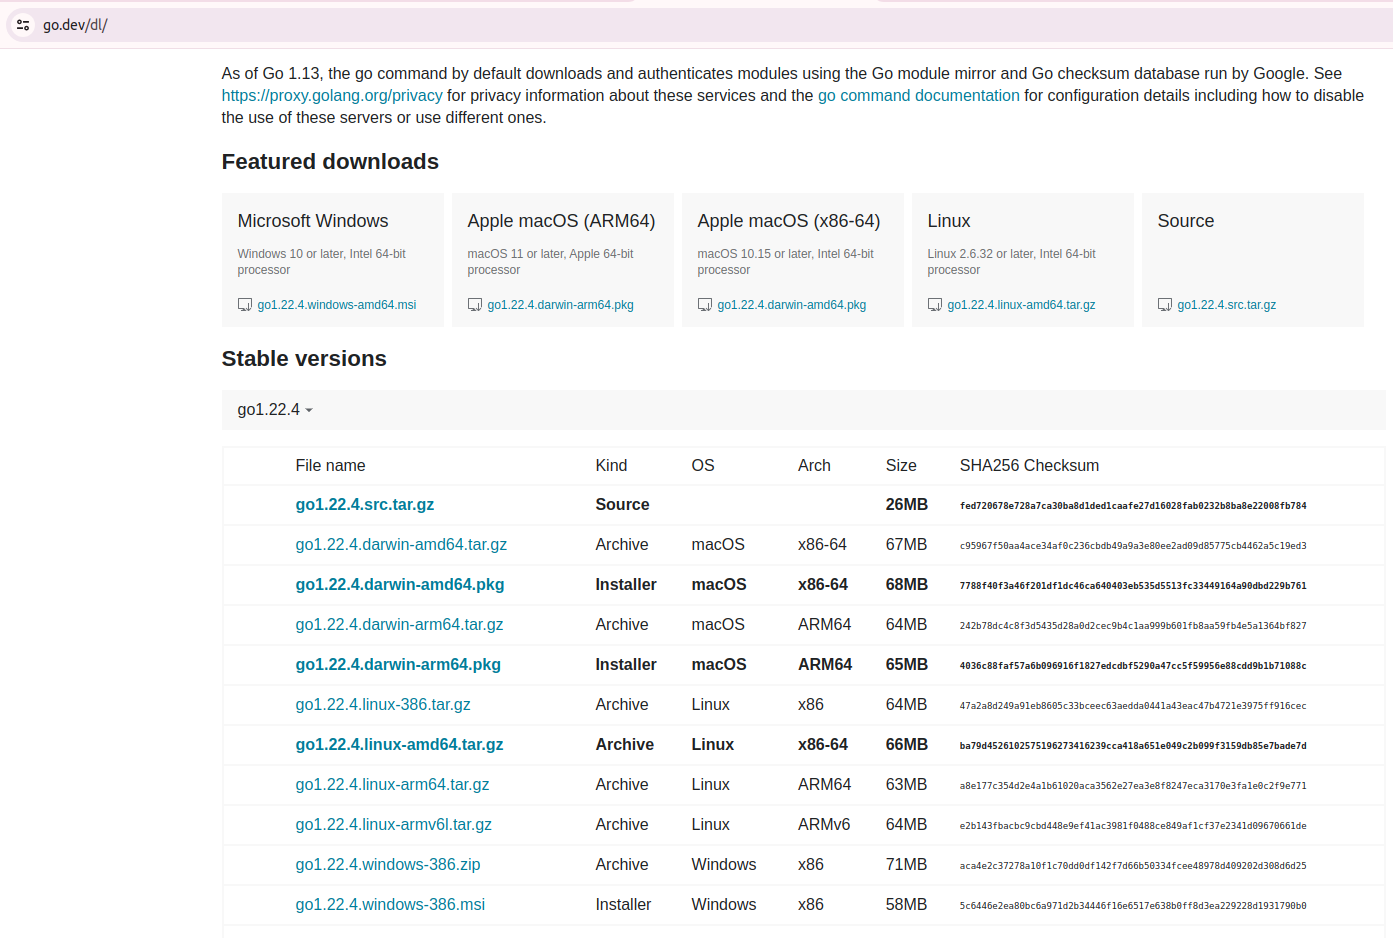 go.dev/dl/
As of Go 1.13, the go command by default downloads and authenticates modules using the Go module mirror and Go checksum database run by Google. See
https://proxy.golang.org/privacy for privacy information about these services and the go command documentation for configuration details including how to disable
the use of these servers or use different ones.
Featured downloads
Microsoft Windows
Windows 10 or later, Intel 64-bit
processor
go1.22.4.windows-amd64.msi
Apple macOS (ARM64)
macOS 11 or later, Apple 64-bit
processor
go1.22.4.darwin-arm64.pkg
Apple macOS (x86-64)
macOS 10.15 or later, Intel 64-bit
processor
go1.22.4.darwin-amd64.pkg
Linux
Linux 2.6.32 or later, Intel 64-bit
processor
go1.22.4.linux-amd64.tar.gz
Source
go1.22.4.src.tar.gz
Stable versions
go1.22.4
File name Kind OS Arch Size SHA256 Checksum
go1.22.4.src.tar.gz Source 26MB fed720678e728a7ca30ba8d1ded1caafe27d16028fab0232b8ba8e22008fb784
go1.22.4.darwin-amd64.tar.gz Archive macOS x86-64 67MB c95967f50aa4ace34af0c236cbdb49a9a3e80ee2ad09d85775cb4462a5c19ed3
go1.22.4.darwin-amd64.pkg Installer macOS x86-64 68MB 7788f40f3a46f201df1dc46ca640403eb535d5513fc33449164a90dbd229b761
go1.22.4.darwin-arm64.tar.gz Archive macOS ARM64 64MB 242b78dc4c8f3d5435d28a0d2cec9b4c1aa999b601fb8aa59fb4e5a1364bf827
go1.22.4.darwin-arm64.pkg Installer macOS ARM64 65MB 4036c88faf57a6b096916f1827edcdbf5290a47cc5f59956e88cdd9b1b71088c
go1.22.4.linux-386.tar.gz Archive Linux x86 64MB 47a2a8d249a91eb8605c33bceec63aedda0441a43eac47b4721e3975ff916cec
go1.22.4.linux-amd64.tar.gz Archive Linux x86-64 66MB ba79d4526102575196273416239cca418a651e049c2b099f3159db85e7bade7d
go1.22.4.linux-arm64.tar.gz Archive Linux ARM64 63MB a8e177c354d2e4a1b61020aca3562e27ea3e8f8247eca3170e3fa1e0c2f9e771
go1.22.4.linux-armv6l.tar.gz Archive Linux ARMv6 64MB e2b143fbacbc9cbd448e9ef41ac3981f0488ce849af1cf37e2341d09670661de
go1.22.4.windows-386.zip Archive Windows x86 71MB aca4e2c37278a10f1c70dd0df142f7d66b50334fcee48978d409202d308d6d25
go1.22.4.windows-386.msi Installer Windows x86 58MB 5c6446e2ea80bc6a971d2b34446f16e6517e638b0ff8d3ea229228d1931790b0